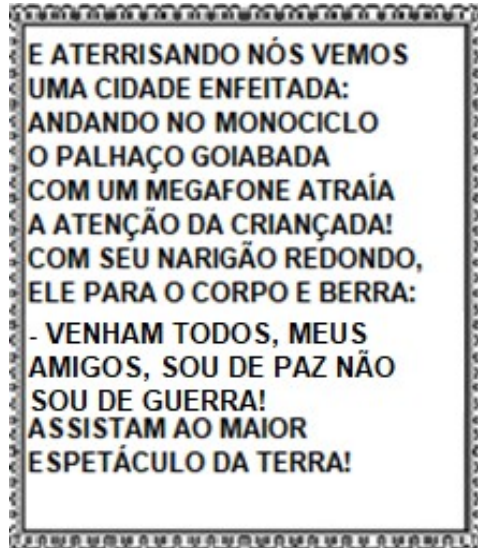 E ATERRISANDO NÓS VEMOS
UMA CIDADE ENFEITADA:
ANDANDO NO MONOCICLO
O PALHAÇO GOIABADA
COM UM MEGAFONE ATRAÍA
A ATENÇÃO DA CRIANÇADA!
COM SEU NARIGÃO REDONDO,
ELE PARA O CORPO E BERRA:
- VENHAM TODOS, MEUS
AMIGOS, SOU DE PAZ NÃO
SOU DE GUERRA!
ASSISTAM AO MAIOR
ESPETÁCULO DA TERRA!